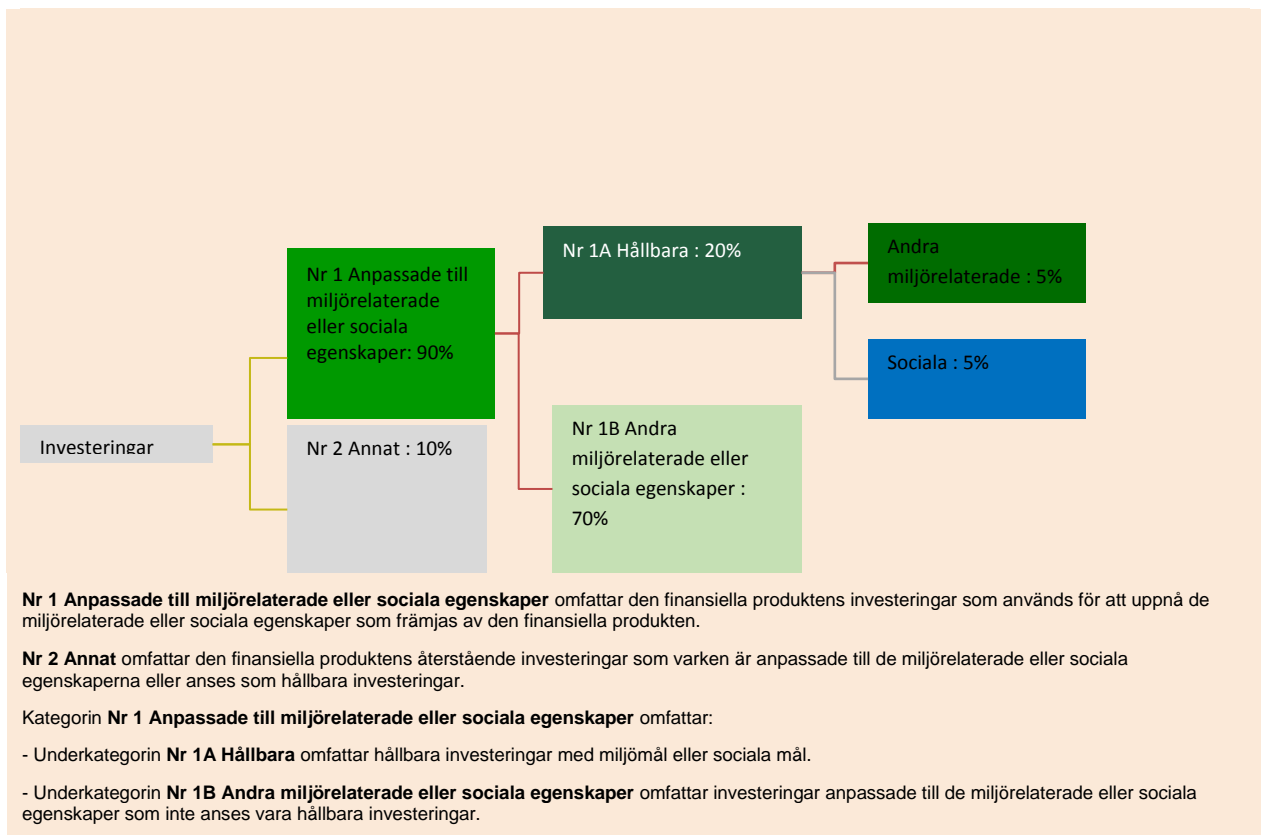 Investeringar
Nr 1 Anpassade till
miljörelaterade
eller sociala
egenskaper: 90%
Nr 2 Annat : 10%
Nr 1A Hållbara : 20%
Nr 1B Andra
miljörelaterade eller
sociala egenskaper :
70%
Andra
miljörelaterade : 5%
Sociala : 5%
Nr 1 Anpassade till miljörelaterade eller sociala egenskaper omfattar den finansiella produktens investeringar som används för att uppnå de
miljörelaterade eller sociala egenskaper som främjas av den finansiella produkten.
Nr 2 Annat omfattar den finansiella produktens återstående investeringar som varken är anpassade till de miljörelaterade eller sociala
egenskaperna eller anses som hållbara investeringar.
Kategorin Nr 1 Anpassade till miljörelaterade eller sociala egenskaper omfattar:
- Underkategorin Nr 1A Hållbara omfattar hållbara investeringar med miljömål eller sociala mål.
- Underkategorin Nr 1B Andra miljörelaterade eller sociala egenskaper omfattar investeringar anpassade till de miljörelaterade eller sociala
egenskaper som inte anses vara hållbara investeringar.